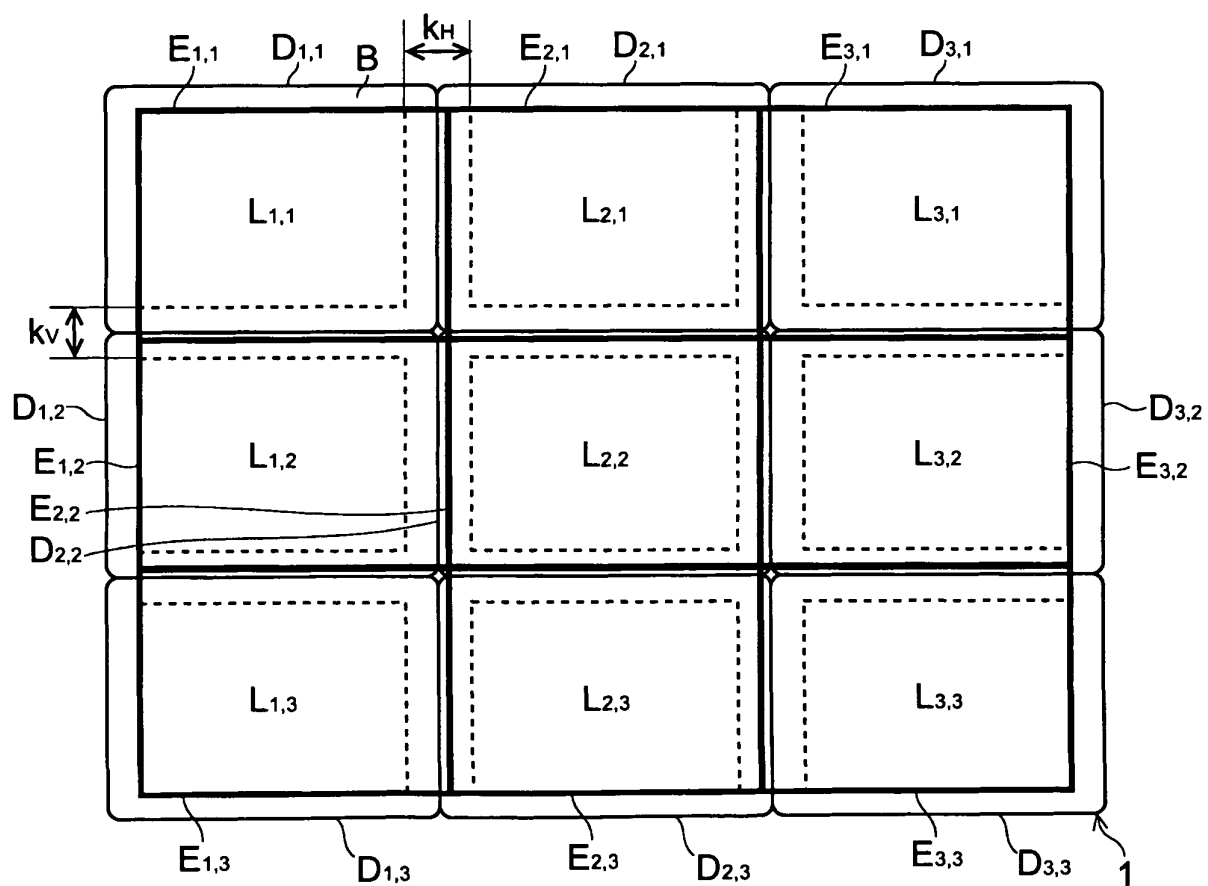 E1,1 D1,1 B kH E2,1 D2,1 E3,1 D3,1
L1,1 L2,1 L3,1
kV
D1,2 D3,2
E1,2 L1,2 L2,2 L3,2 E3,2
E2,2
D2,2
L1,3 L2,3 L3,3
E1,3 D1,3 E2,3 D2,3 E3,3 D3,3 1